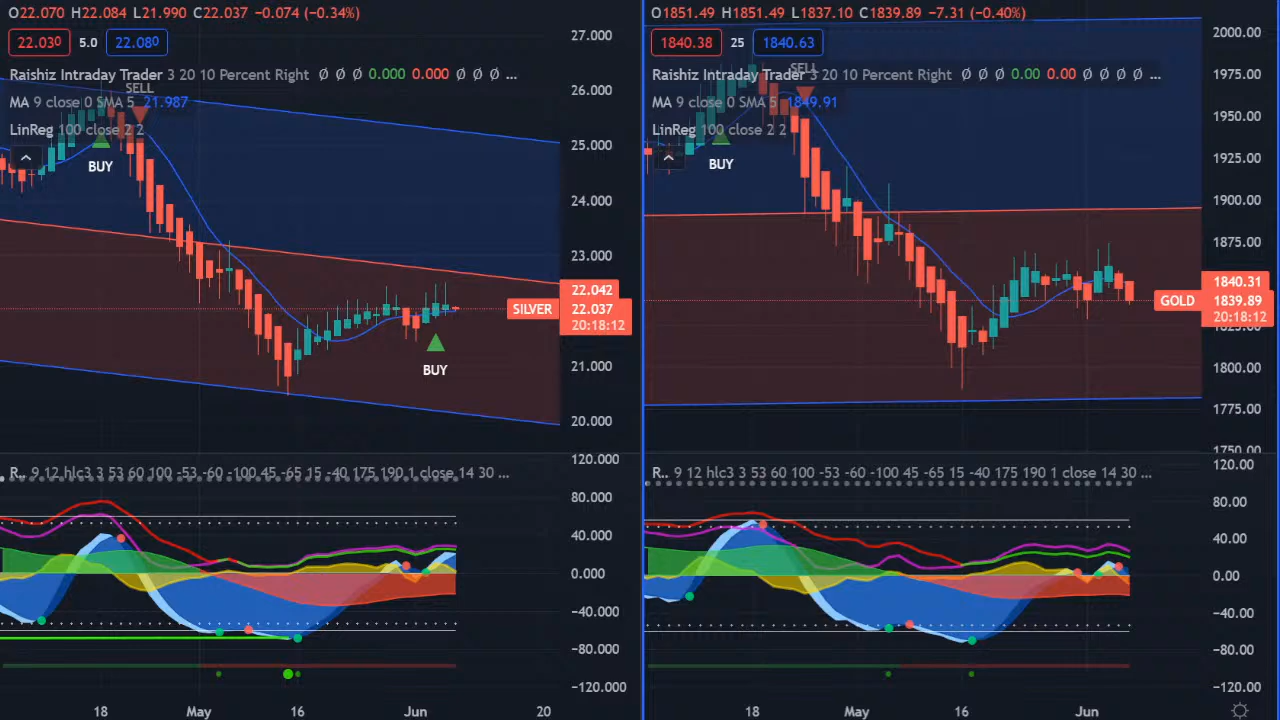 O22.070 H22.084 L21.990 C22.037 −0.074 (−0.34%)
22.030 5.0 22.080
Raishiz Intraday Trader 3 20 10 Percent Right Ø Ø Ø 0.000 0.000 Ø Ø Ø ...
SELL
MA 9 close 0 SMA 5 21.987
LinReg 100 close 2 2
BUY
BUY
27.000
26.000
25.000
24.000
23.000
22.042
SILVER 22.037
20:18:12
21.000
20.000
R.. 9 12 hlc3 3 53 60 100 -53 -60 -100 45 -65 15 -40 175 190 1 close 14 30 ...
120.000
80.000
40.000
0.000
−40.000
−80.000
−120.000
18 May 16 Jun 20
O1851.49 H1851.49 L1837.10 C1839.89 −7.31 (−0.40%)
1840.38 25 1840.63
Raishiz Intraday Trader 3 20 10 Percent Right Ø Ø Ø 0.00 0.00 Ø Ø Ø Ø ...
SELL
MA 9 close 0 SMA 5 1849.91
LinReg 100 close 2 2
BUY
2000.00
1975.00
1950.00
1925.00
1900.00
1875.00
1840.31
GOLD 1839.89
20:18:12
1825.00
1800.00
1775.00
1750.00
R.. 9 12 hlc3 3 53 60 100 -53 -60 -100 45 -65 15 -40 175 190 1 close 14 30 ...
120.00
80.00
40.00
0.00
−40.00
−80.00
−120.00
18 May 16 Jun